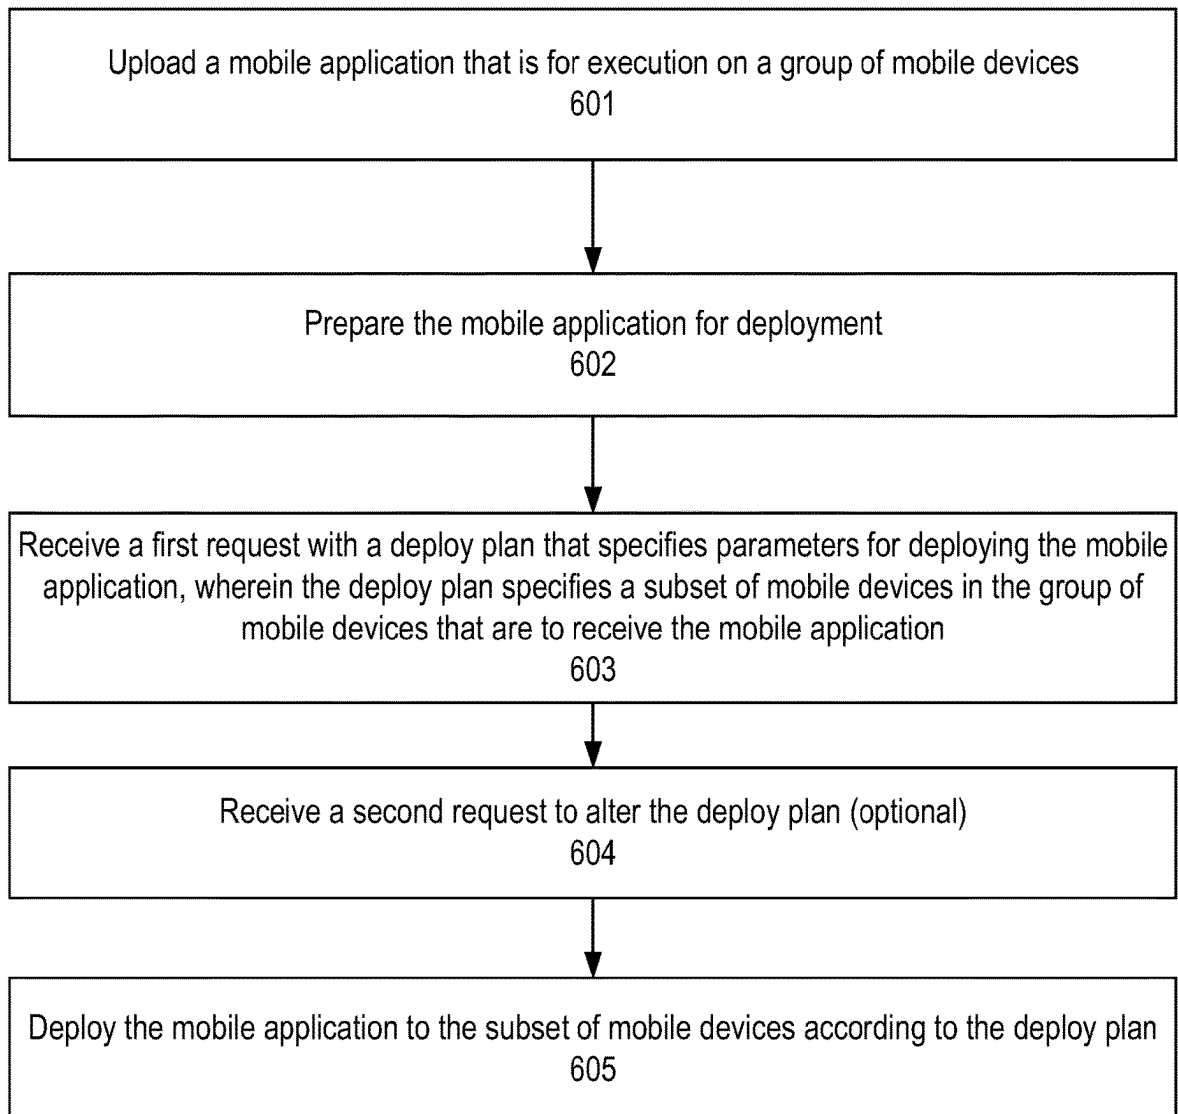 Upload a mobile application that is for execution on a group of mobile devices
601
Prepare the mobile application for deployment
602
Receive a first request with a deploy plan that specifies parameters for deploying the mobile
application, wherein the deploy plan specifies a subset of mobile devices in the group of
mobile devices that are to receive the mobile application
603
Receive a second request to alter the deploy plan (optional)
604
Deploy the mobile application to the subset of mobile devices according to the deploy plan
605